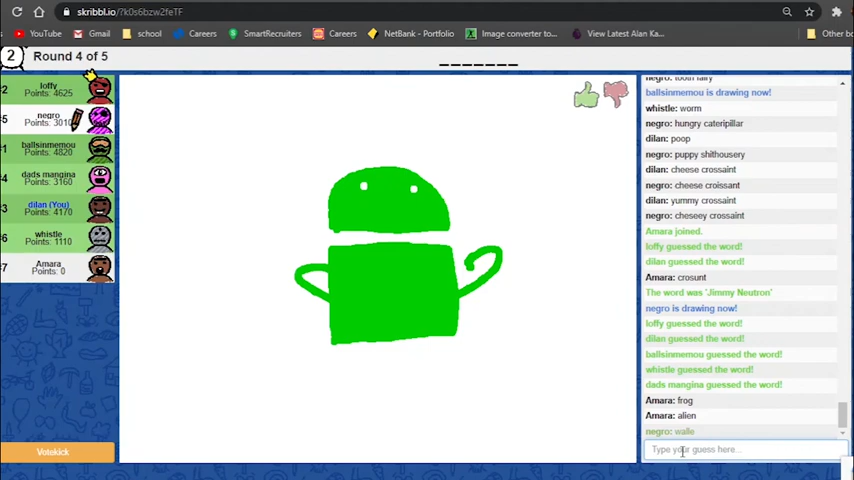 skribbl.io/?k0s6bzw2feTF
YouTube
Gmail
school
Careers
SmartRecruiters
Careers
NetBank - Portfolio
Image converter to...
View Latest Alan Ka...
Other bo
2
Round 4 of 5
_ _ _ _ _ _ _
#2
loffy
Points: 4625
#5
negro
Points: 3010
#1
ballsinmemou
Points: 4820
#4
dads mangina
Points: 3160
#3
dilan (You)
Points: 4170
#6
whistle
Points: 1110
#7
Amara
Points: 0
Votekick
negro: tooth fairy
ballsinmemou is drawing now!
whistle: worm
negro: hungry cateripillar
dilan: poop
negro: puppy shithousery
dilan: cheese crossaint
negro: cheese croissant
dilan: yummy crossaint
negro: cheseey crossaint
Amara joined.
loffy guessed the word!
dilan guessed the word!
Amara: crosunt
The word was 'Jimmy Neutron'
negro is drawing now!
loffy guessed the word!
dilan guessed the word!
ballsinmemou guessed the word!
whistle guessed the word!
dads mangina guessed the word!
Amara: frog
Amara: alien
negro: walle
Type your guess here...